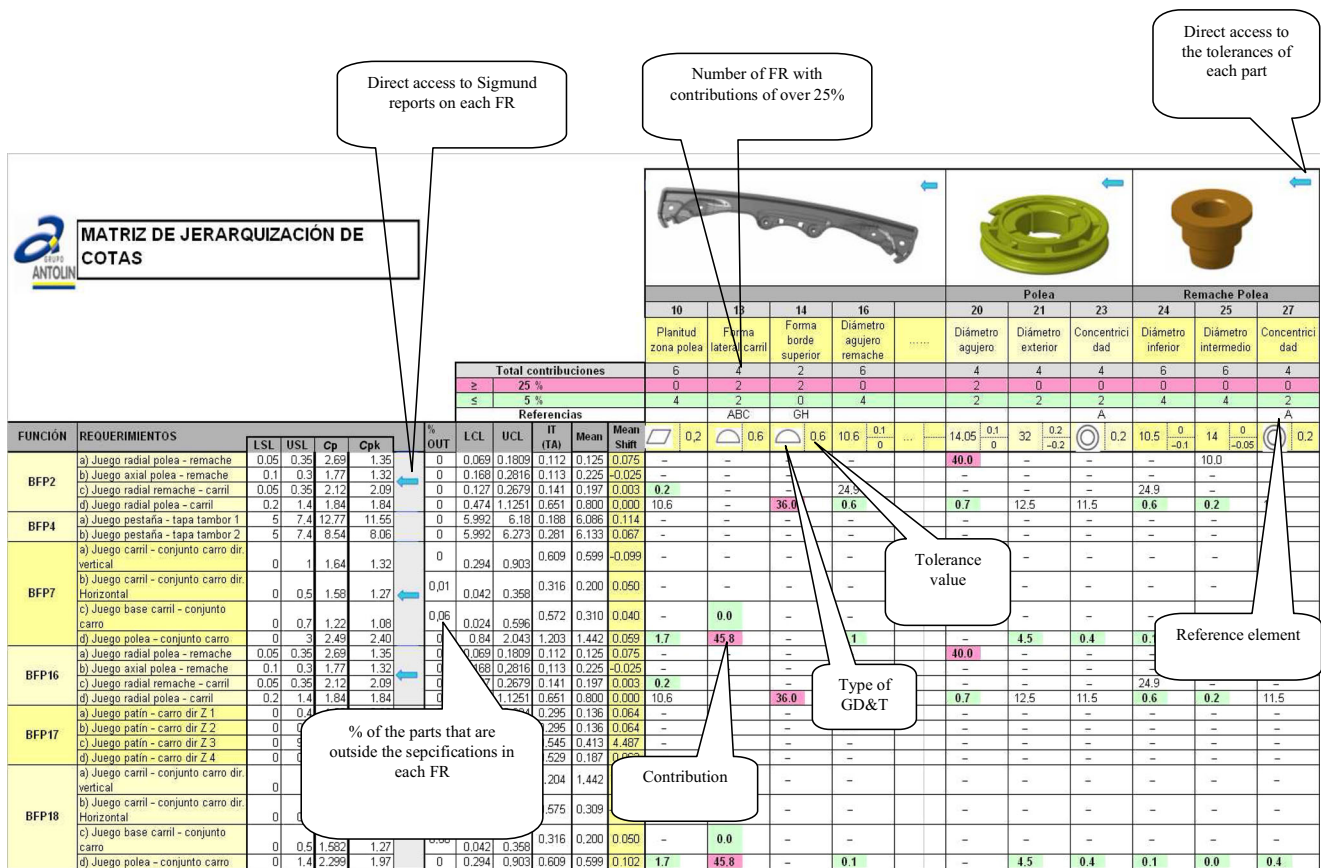 Direct access to
the tolerances of
each part
Direct access to Sigmund
reports on each FR
Number of FR with
contributions of over 25%
GRUPO
ANTOLIN
MATRIZ DE JERARQUIZACIÓN DE
COTAS
Polea Remache Polea
10 13 14 16 20 21 23 24 25 27
Planitud zona polea Forma lateral carril Forma borde superior Diámetro agujero remache ...... Diámetro agujero Diámetro exterior Concentricidad Diámetro inferior Diámetro intermedio Concentricidad
Total contribuciones 6 4 2 6 4 4 4 6 6 4
≥ 25 % 0 2 2 0 2 0 0 0 0 0
≤ 5 % 4 2 0 4 2 2 2 4 4 2
Referencias ABC GH A A
FUNCIÓN REQUERIMIENTOS LSL USL Cp Cpk % OUT LCL UCL IT (TA) Mean Mean Shift 0,2 0.6 0.6 10.6 0.1 0 ... 14.05 0.1 0 32 0.2 -0.2 0.2 10.5 0 -0.1 14 0 -0.05 0.2
BFP2
a) Juego radial polea - remache 0.05 0.35 2.69 1.35 0 0.069 0.1809 0.112 0.125 0.075 – – – – 40.0 – – – 10.0
b) Juego axial polea - remache 0.1 0.3 1.77 1.32 0 0.168 0.2816 0.113 0.225 -0.025 – – – – – – – – –
c) Juego radial remache - carril 0.05 0.35 2.12 2.09 0 0.127 0.2679 0.141 0.197 0.003 0.2 – – 24.9 – – – 24.9 –
d) Juego radial polea - carril 0.2 1.4 1.84 1.84 0 0.474 1.1251 0.651 0.800 0.000 10.6 – 36.0 0.6 0.7 12.5 11.5 0.6 0.2
BFP4
a) Juego pestaña - tapa tambor 1 5 7.4 12.77 11.55 0 5.992 6.18 0.188 6.086 0.114
b) Juego pestaña - tapa tambor 2 5 7.4 8.54 8.06 0 5.992 6.273 0.281 6.133 0.067
BFP7
a) Juego carril - conjunto carro dir.
vertical 0 1 1.64 1.32 0 0.294 0.903 0.609 0.599 -0.099
b) Juego carril - conjunto carro dir.
Horizontal 0 0.5 1.58 1.27 0,01 0.042 0.358 0.316 0.200 0.050
c) Juego base carril - conjunto
carro 0 0.7 1.22 1.08 0,06 0.024 0.596 0.572 0.310 0.040 – 0.0
d) Juego polea - conjunto carro 0 3 2.49 2.40 0 0.84 2.043 1.203 1.442 0.059 1.7 45.8 – – 4.5 0.4
Tolerance
value
Reference element
BFP16
a) Juego radial polea - remache 0.05 0.35 2.69 1.35 0 0.069 0.1809 0.112 0.125 0.075 – – – 40.0 – – –
b) Juego axial polea - remache 0.1 0.3 1.77 1.32 0,2816 0,113 0.225 -0.025 – – –
c) Juego radial remache - carril 0.05 0.35 2.12 2.09 0.2679 0.141 0.197 0.003 0.2 – – 24.9
d) Juego radial polea - carril 0.2 1.4 1.84 1.84 1.1251 0.651 0.800 0.000 10.6 – 36.0 0.7 12.5 11.5 0.6 0.2 11.5
Type of
GD&T
BFP17
a) Juego patín - carro dir Z 1 0 0.295 0.136 0.064
b) Juego patín - carro dir Z 2 0 .295 0.136 0.064
c) Juego patín - carro dir Z 3 0 .545 0.413 4.487
d) Juego patín - carro dir Z 4 0 .529 0.187
% of the parts that are
outside the sepcifications in
each FR
Contribution
BFP18
a) Juego carril - conjunto carro dir.
vertical 0 .204 1.442
b) Juego carril - conjunto carro dir.
Horizontal 0 .575 0.309
c) Juego base carril - conjunto
carro 0 0.5 1.582 1.27 0.042 0.358 0.316 0.200 0.050 – 0.0 – – – – – – – –
d) Juego polea - conjunto carro 0 1.4 2.299 1.97 0 0.294 0.903 0.609 0.599 0.102 1.7 45.8 – 0.1 – 4.5 0.4 0.1 0.0 0.4